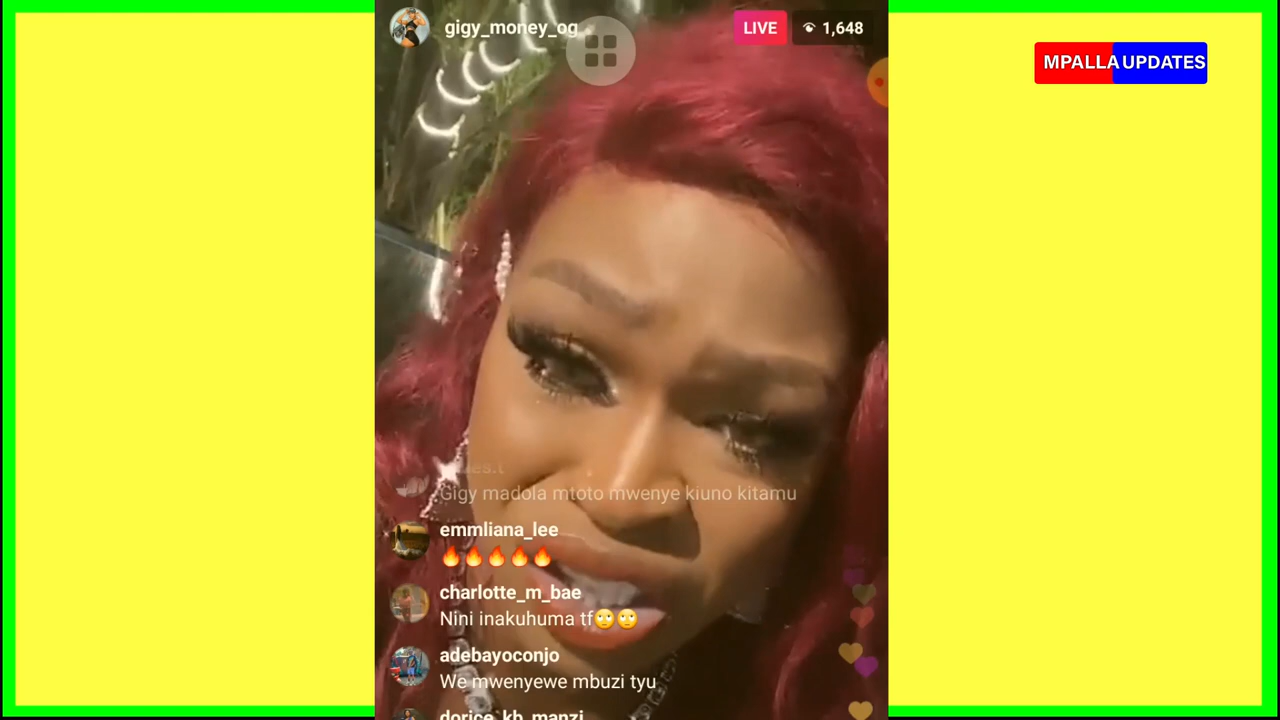 gigy_money_og
LIVE 1,648
MPALLA UPDATES
Gigy madola mtoto mwenye kiuno kitamu
emmliana_lee
🔥🔥🔥🔥🔥
charlotte_m_bae
Nini inakuhuma tf🙄🙄
adebayoconjo
We mwenyewe mbuzi tyu
dorice_kb_manzi